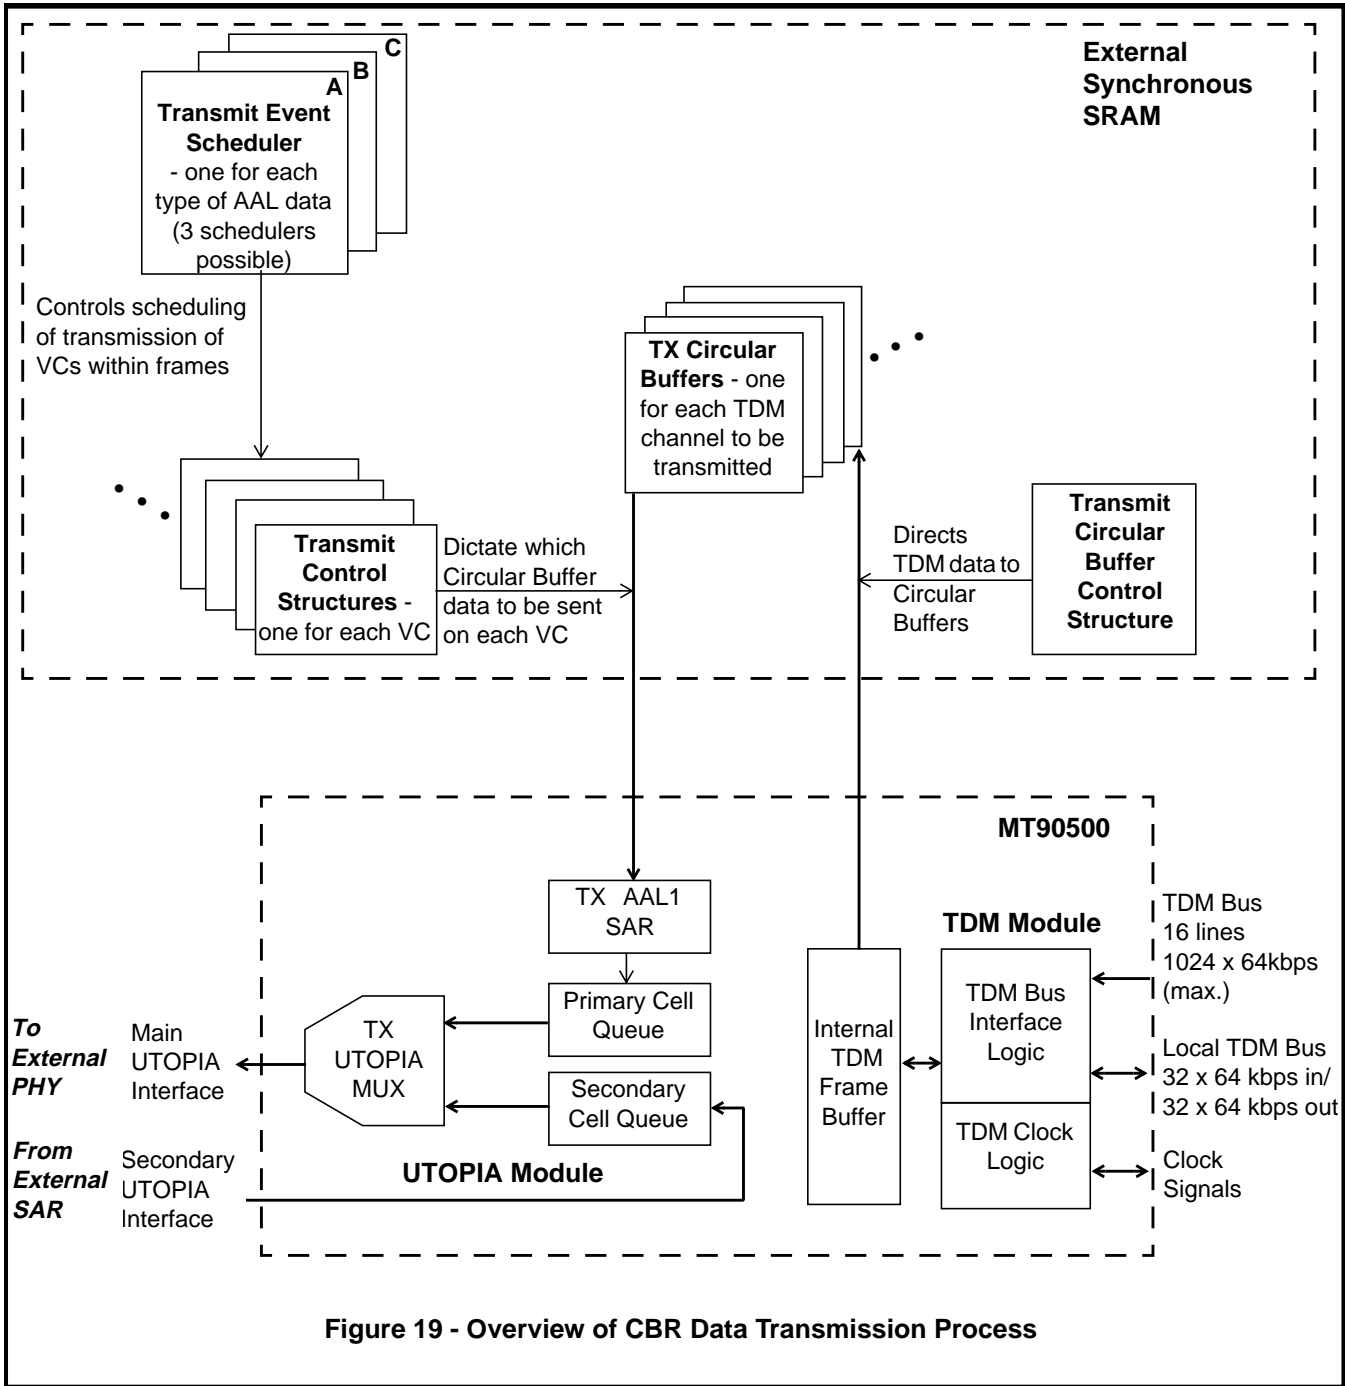 C
B
A
Transmit Event
Scheduler
- one for each
type of AAL data
(3 schedulers
possible)
External
Synchronous
SRAM
Controls scheduling
of transmission of
VCs within frames
TX Circular
Buffers - one
for each TDM
channel to be
transmitted
Transmit
Control
Structures -
one for each VC
Dictate which
Circular Buffer
data to be sent
on each VC
Directs
TDM data to
Circular
Buffers
Transmit
Circular
Buffer
Control
Structure
MT90500
TX AAL1
SAR
Primary Cell
Queue
TX
UTOPIA
MUX
Secondary
Cell Queue
UTOPIA Module
To
External
PHY
Main
UTOPIA
Interface
From
External
SAR
Secondary
UTOPIA
Interface
Internal
TDM
Frame
Buffer
TDM Module
TDM Bus
Interface
Logic
TDM Clock
Logic
TDM Bus
16 lines
1024 x 64kbps
(max.)
Local TDM Bus
32 x 64 kbps in/
32 x 64 kbps out
Clock
Signals
Figure 19 - Overview of CBR Data Transmission Process